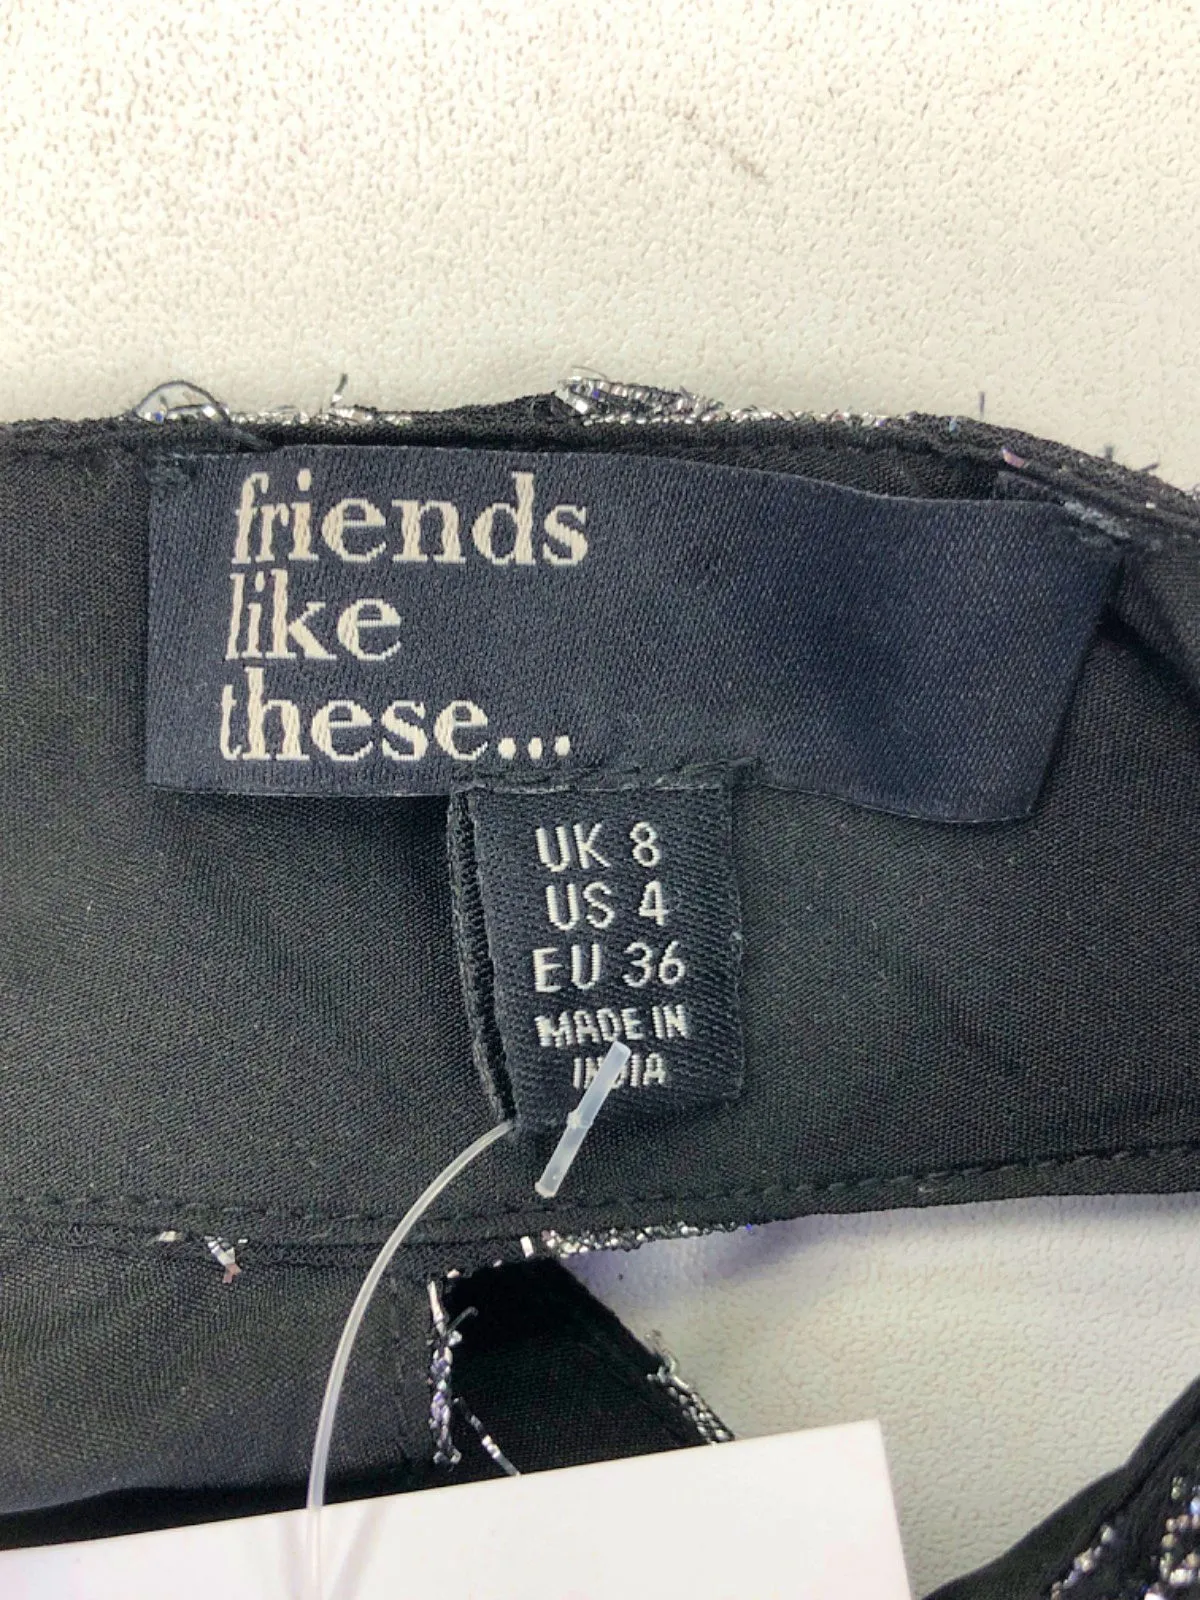 friends
like
these...
UK 8
US 4
EU 36
MADE IN
INDIA